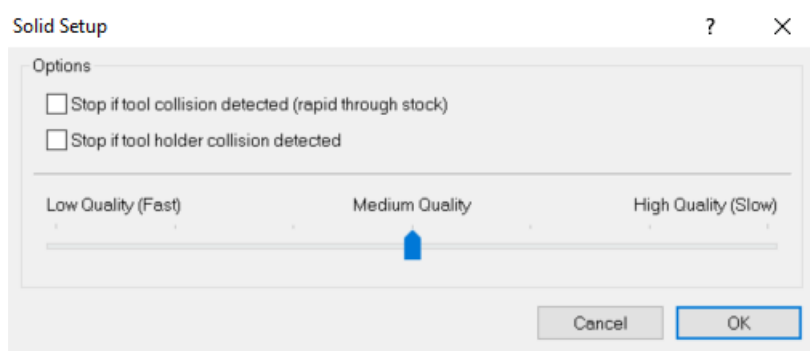 Solid Setup ?
Options
Stop if tool collision detected (rapid through stock)
Stop if tool holder collision detected
Low Quality (Fast) Medium Quality High Quality (Slow)
Cancel OK